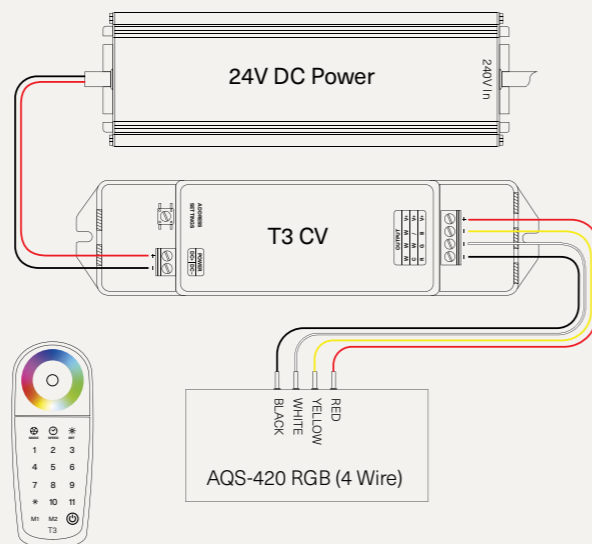 24V DC Power
240V In
ADDRESS
SETTINGS
T3 CV
V+ V+ V+
B W W
G / W
R C W
OUTPUT
+
-
-
-
+
-
POWER
DC DC
BLACK
WHITE
YELLOW
RED
AQS-420 RGB (4 Wire)
1 2 3
4 5 6
7 8 9
* 10 11
M1 M2
T3